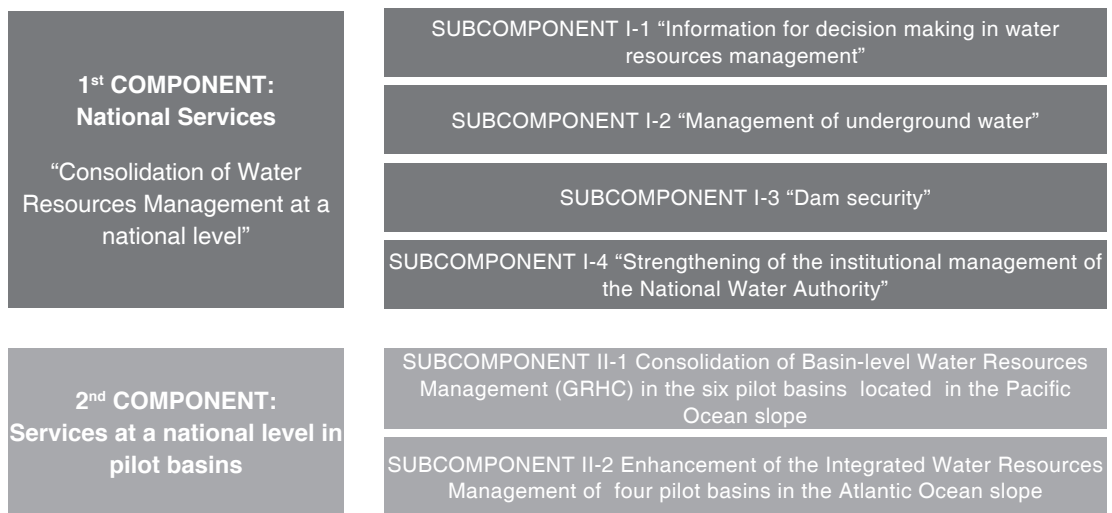 1st COMPONENT:
National Services
“Consolidation of Water
Resources Management at a
national level”
SUBCOMPONENT I-1 “Information for decision making in water
resources management”
SUBCOMPONENT I-2 “Management of underground water”
SUBCOMPONENT I-3 “Dam security”
SUBCOMPONENT I-4 “Strengthening of the institutional management of
the National Water Authority”
2nd COMPONENT:
Services at a national level in
pilot basins
SUBCOMPONENT II-1 Consolidation of Basin-level Water Resources
Management (GRHC) in the six pilot basins located in the Pacific
Ocean slope
SUBCOMPONENT II-2 Enhancement of the Integrated Water Resources
Management of four pilot basins in the Atlantic Ocean slope